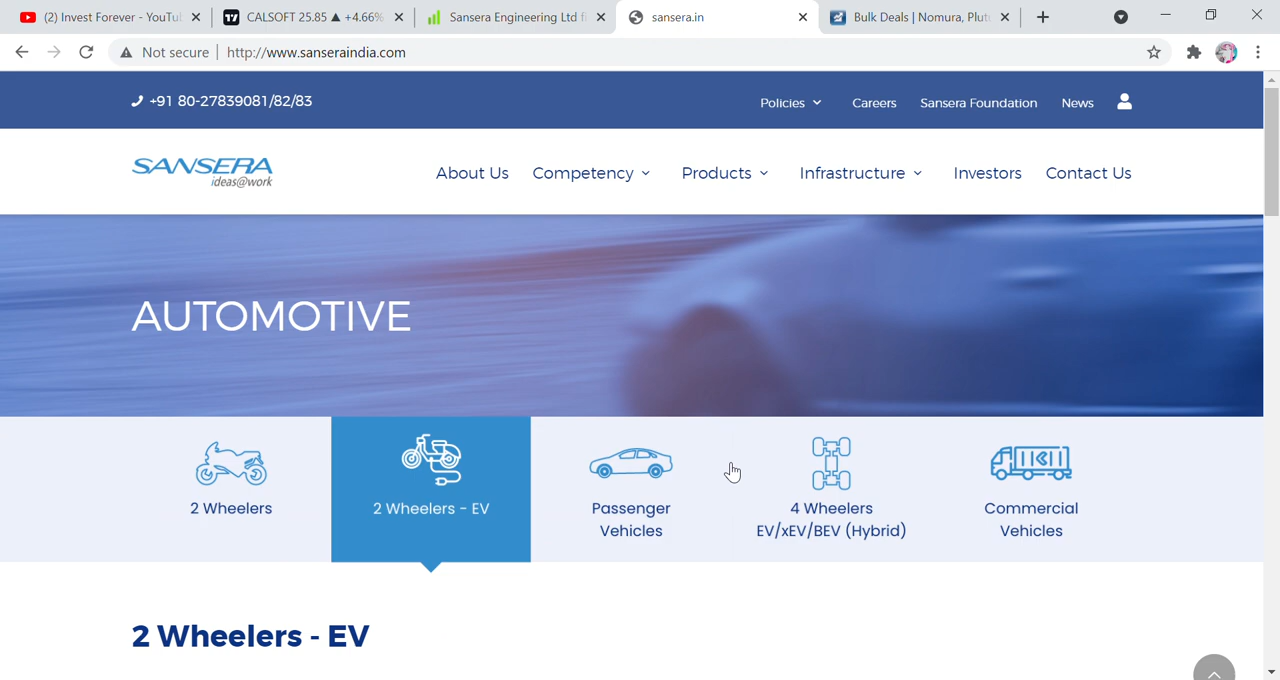 (2) Invest Forever - YouTu
CALSOFT 25.85 ▲ +4.66%
Sansera Engineering Ltd fi
sansera.in
Bulk Deals | Nomura, Plut
Not secure | http://www.sanseraindia.com
+91 80-27839081/82/83
Policies
Careers
Sansera Foundation
News
SANSERA
ideas@work
About Us
Competency
Products
Infrastructure
Investors
Contact Us
AUTOMOTIVE
2 Wheelers
2 Wheelers - EV
Passenger
Vehicles
4 Wheelers
EV/xEV/BEV (Hybrid)
Commercial
Vehicles
2 Wheelers - EV